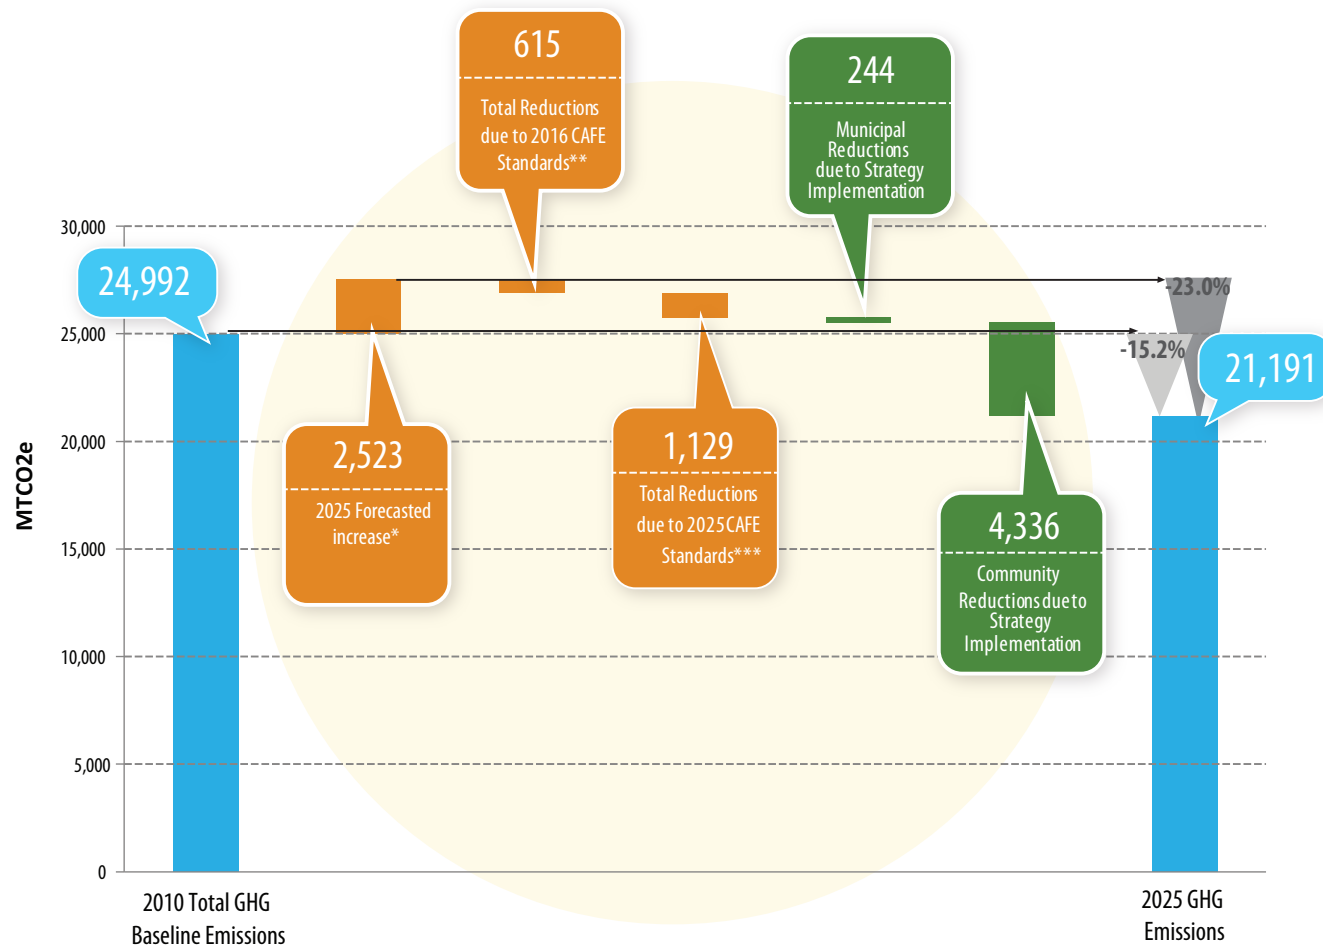 615
Total Reductions
due to 2016 CAFE
Standards**
244
Municipal
Reductions
due to Strategy
Implementation
30,000
24,992
-23.0%
25,000
-15.2%
21,191
20,000
2,523
2025 Forecasted
increase*
1,129
Total Reductions
due to 2025 CAFE
Standards***
4,336
Community
Reductions due to
Strategy
Implementation
MTCO2e
15,000
10,000
5,000
0
2010 Total GHG
Baseline Emissions
2025 GHG
Emissions